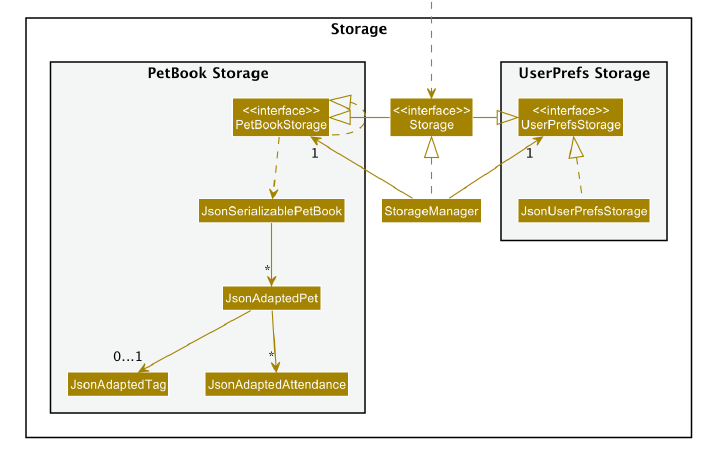 Storage
PetBook Storage
UserPrefs Storage
<<interface>>
PetBookStorage
<<interface>>
Storage
<<interface>>
UserPrefsStorage
1
1
JsonSerializablePetBook
StorageManager
JsonUserPrefsStorage
*
JsonAdaptedPet
0...1
*
JsonAdaptedTag
JsonAdaptedAttendance